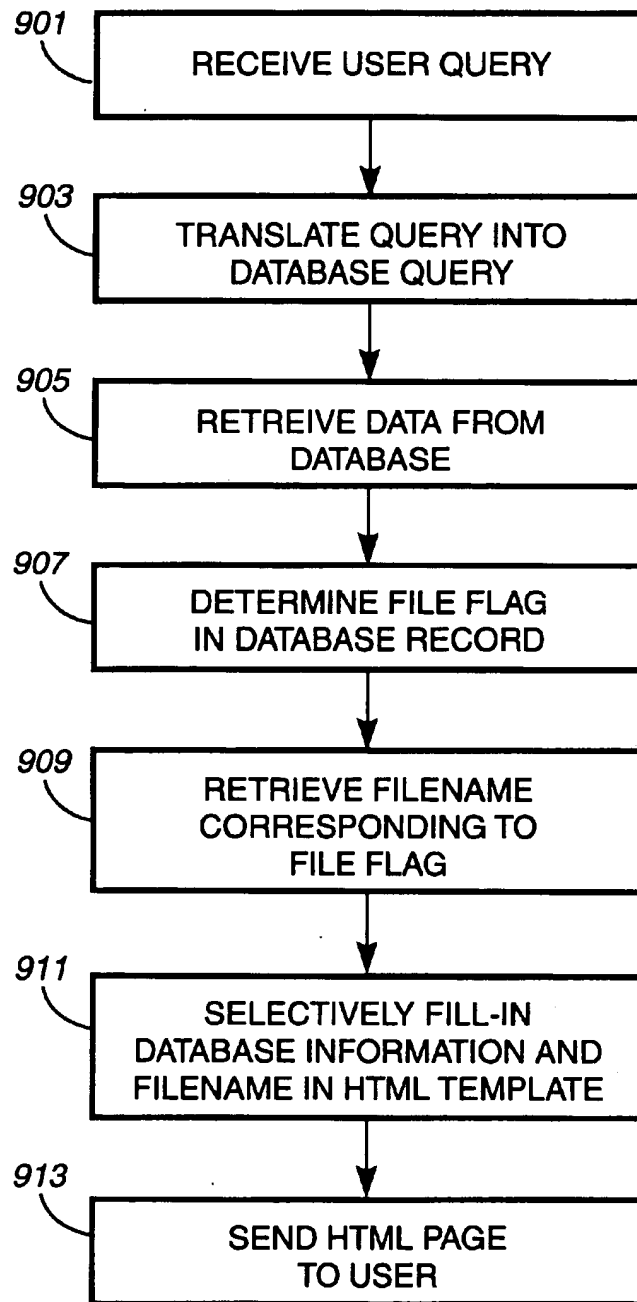 901
RECEIVE USER QUERY
903
TRANSLATE QUERY INTO
DATABASE QUERY
905
RETREIVE DATA FROM
DATABASE
907
DETERMINE FILE FLAG
IN DATABASE RECORD
909
RETRIEVE FILENAME
CORRESPONDING TO
FILE FLAG
911
SELECTIVELY FILL-IN
DATABASE INFORMATION AND
FILENAME IN HTML TEMPLATE
913
SEND HTML PAGE
TO USER